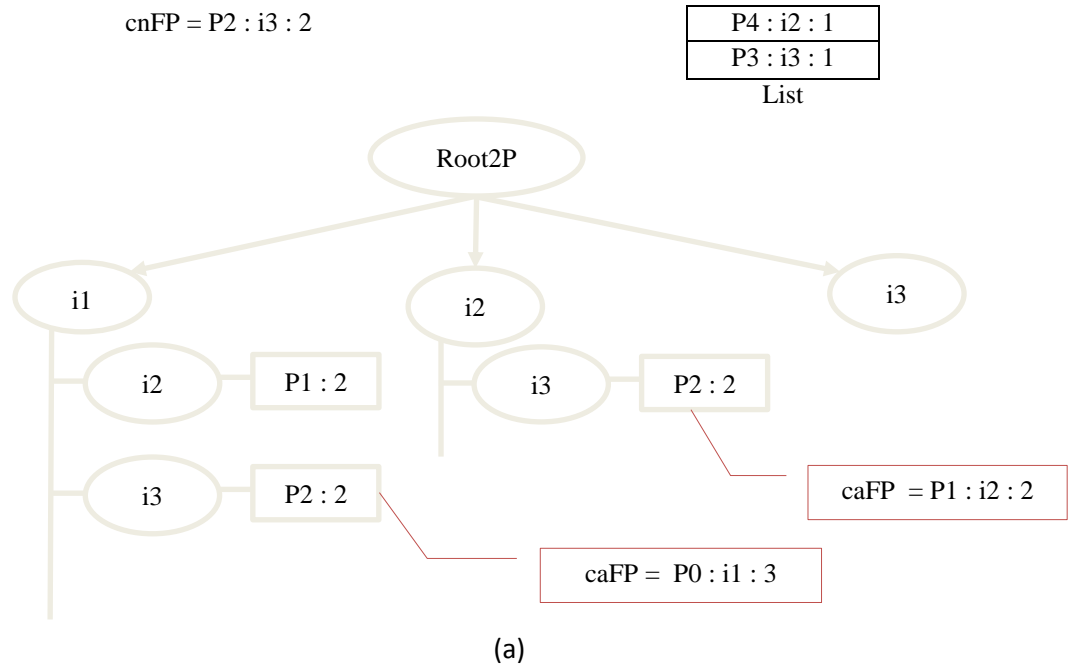 cnFP = P2 : i3 : 2
P4 : i2 : 1
P3 : i3 : 1
List
Root2P
i1
i2
i3
i2
P1 : 2
i3
P2 : 2
i3
P2 : 2
caFP = P1 : i2 : 2
caFP = P0 : i1 : 3
(a)